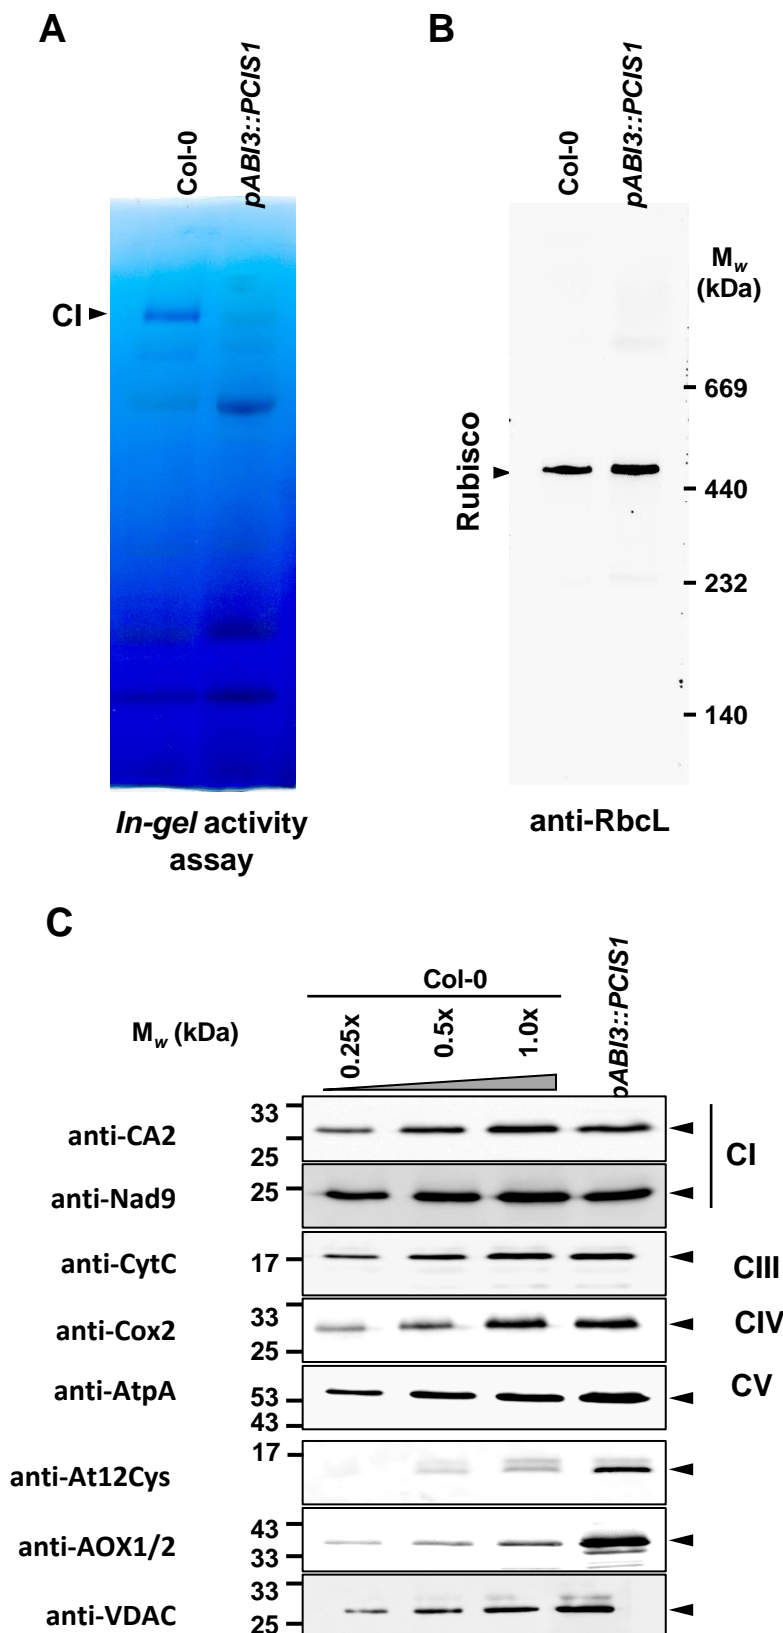 A
Col-0
pABI3::PCIS1
CI
In-gel activity
assay
B
Col-0
pABI3::PCIS1
Mw
(kDa)
669
440
232
140
Rubisco
anti-RbcL
C
Col-0
Mw (kDa)
0.25x
0.5x
1.0x
pABI3::PCIS1
anti-CA2
33
25
CI
anti-Nad9
25
anti-CytC
17
CIII
anti-Cox2
33
25
CIV
anti-AtpA
53
43
CV
anti-At12Cys
17
anti-AOX1/2
43
33
anti-VDAC
33
25